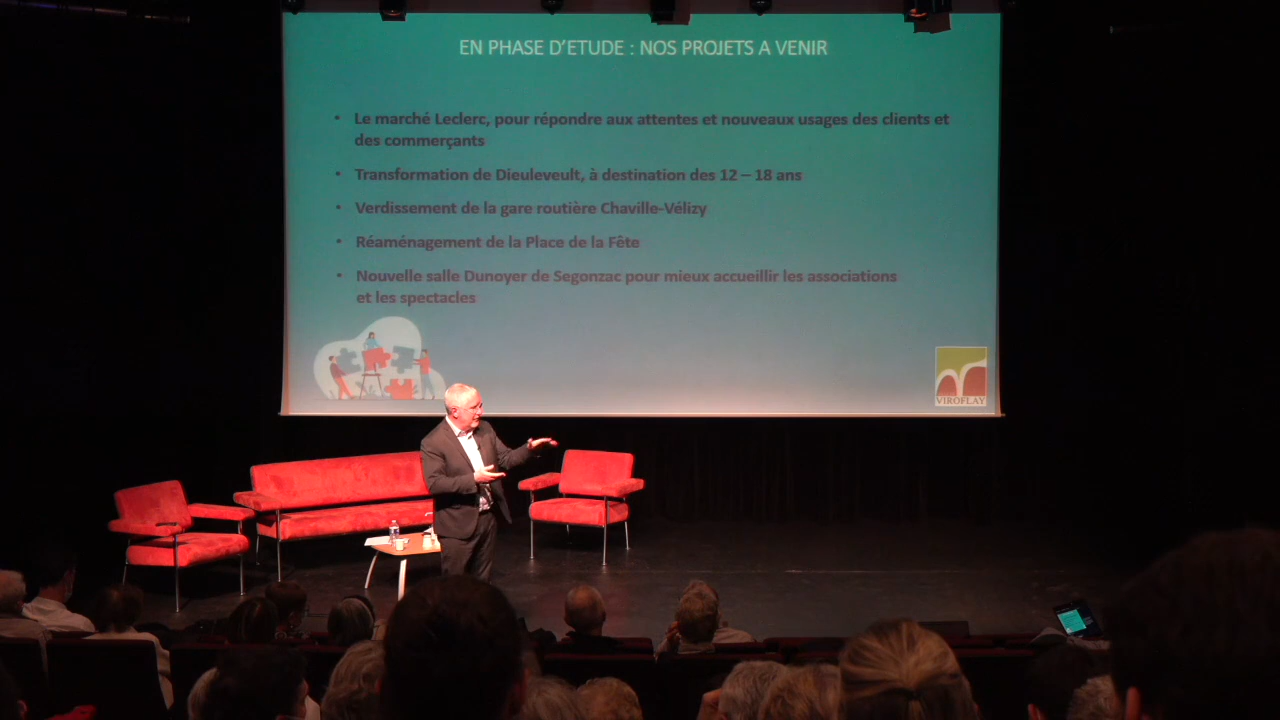 EN PHASE D'ETUDE : NOS PROJETS A VENIR
• Le marché Leclerc, pour répondre aux attentes et nouveaux usages des clients et
des commerçants
• Transformation de Dieuleveult, à destination des 12 – 18 ans
• Verdissement de la gare routière Chaville-Vélizy
• Réaménagement de la Place de la Fête
• Nouvelle salle Dunoyer de Segonzac pour mieux accueillir les associations
et les spectacles
VIROFLAY